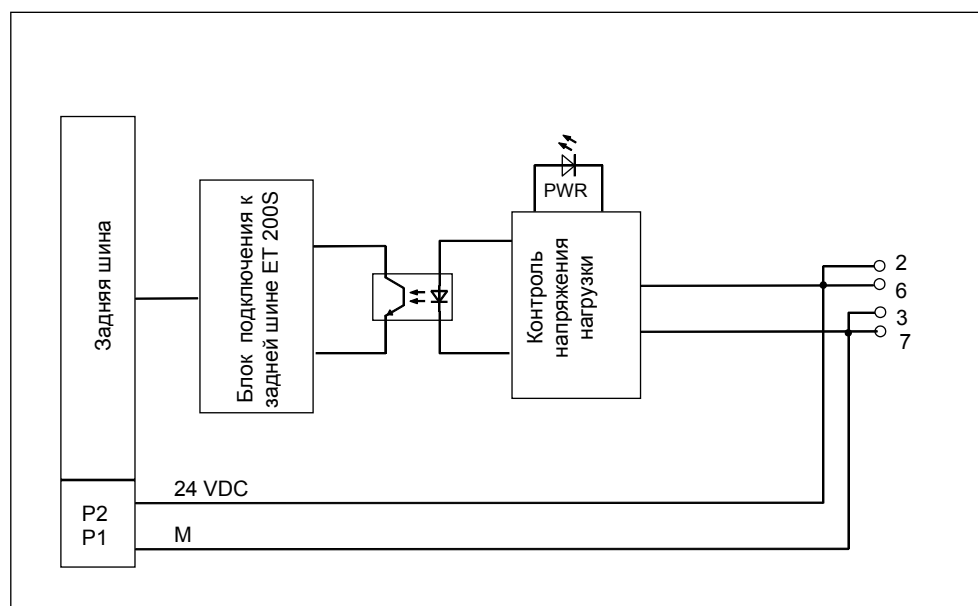 Задняя шина
Блок подключения к
задней шине ET 200S
PWR
Контроль
напряжения
нагрузки
2
6
3
7
P2
P1
24 VDC
M